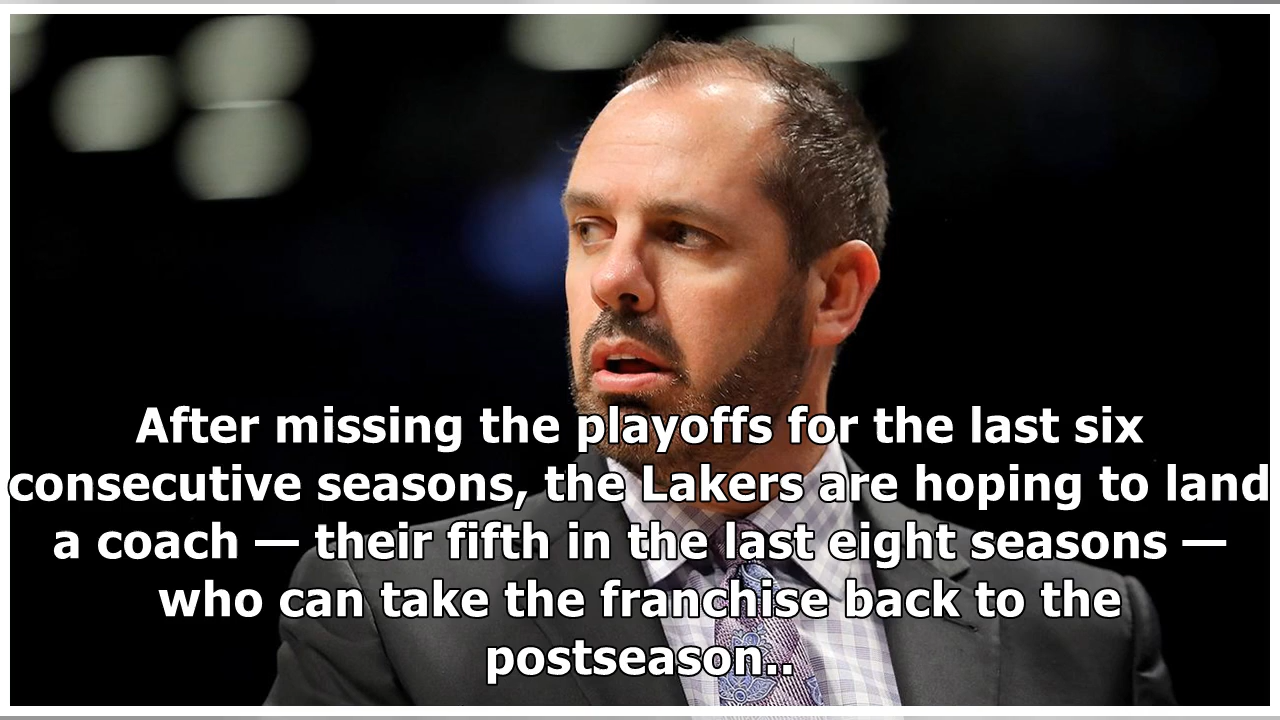 After missing the playoffs for the last six
consecutive seasons, the Lakers are hoping to land
a coach — their fifth in the last eight seasons —
who can take the franchise back to the
postseason..